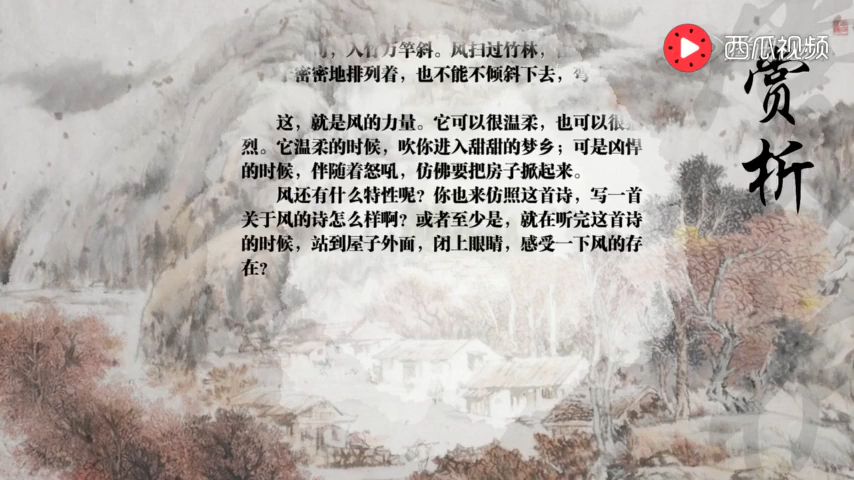 西瓜视频
赏析
入竹万竿斜。风扫过竹林，
密密地排列着，也不能不倾斜下去，弯
这，就是风的力量。它可以很温柔，也可以很
烈。它温柔的时候，吹你进入甜甜的梦乡；可是凶悍
的时候，伴随着怒吼，仿佛要把房子掀起来。
风还有什么特性呢？你也来仿照这首诗，写一首
关于风的诗怎么样啊？或者至少是，就在听完这首诗
的时候，站到屋子外面，闭上眼睛，感受一下风的存
在？